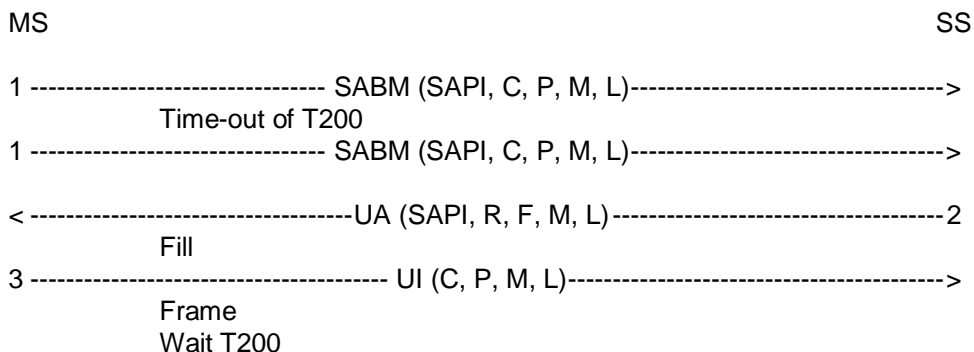 MS SS
1 --------------------------------- SABM (SAPI, C, P, M, L)----------------------------------->
Time-out of T200
1 --------------------------------- SABM (SAPI, C, P, M, L)----------------------------------->
< ------------------------------------UA (SAPI, R, F, M, L)-------------------------------------2
Fill
3 ---------------------------------------- UI (C, P, M, L)------------------------------------------>
Frame
Wait T200